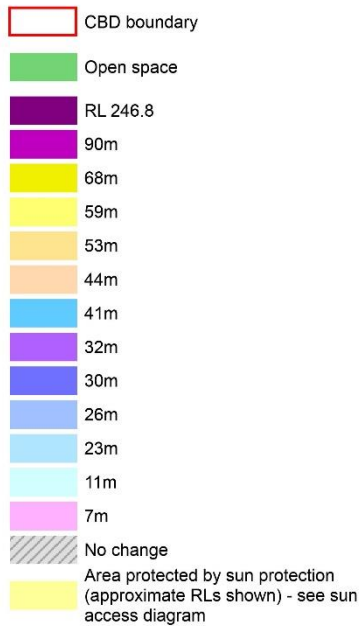 CBD boundary
Open space
RL 246.8
90m
68m
59m
53m
44m
41m
32m
30m
26m
23m
11m
7m
No change
Area protected by sun protection
(approximate RLs shown) - see sun
access diagram